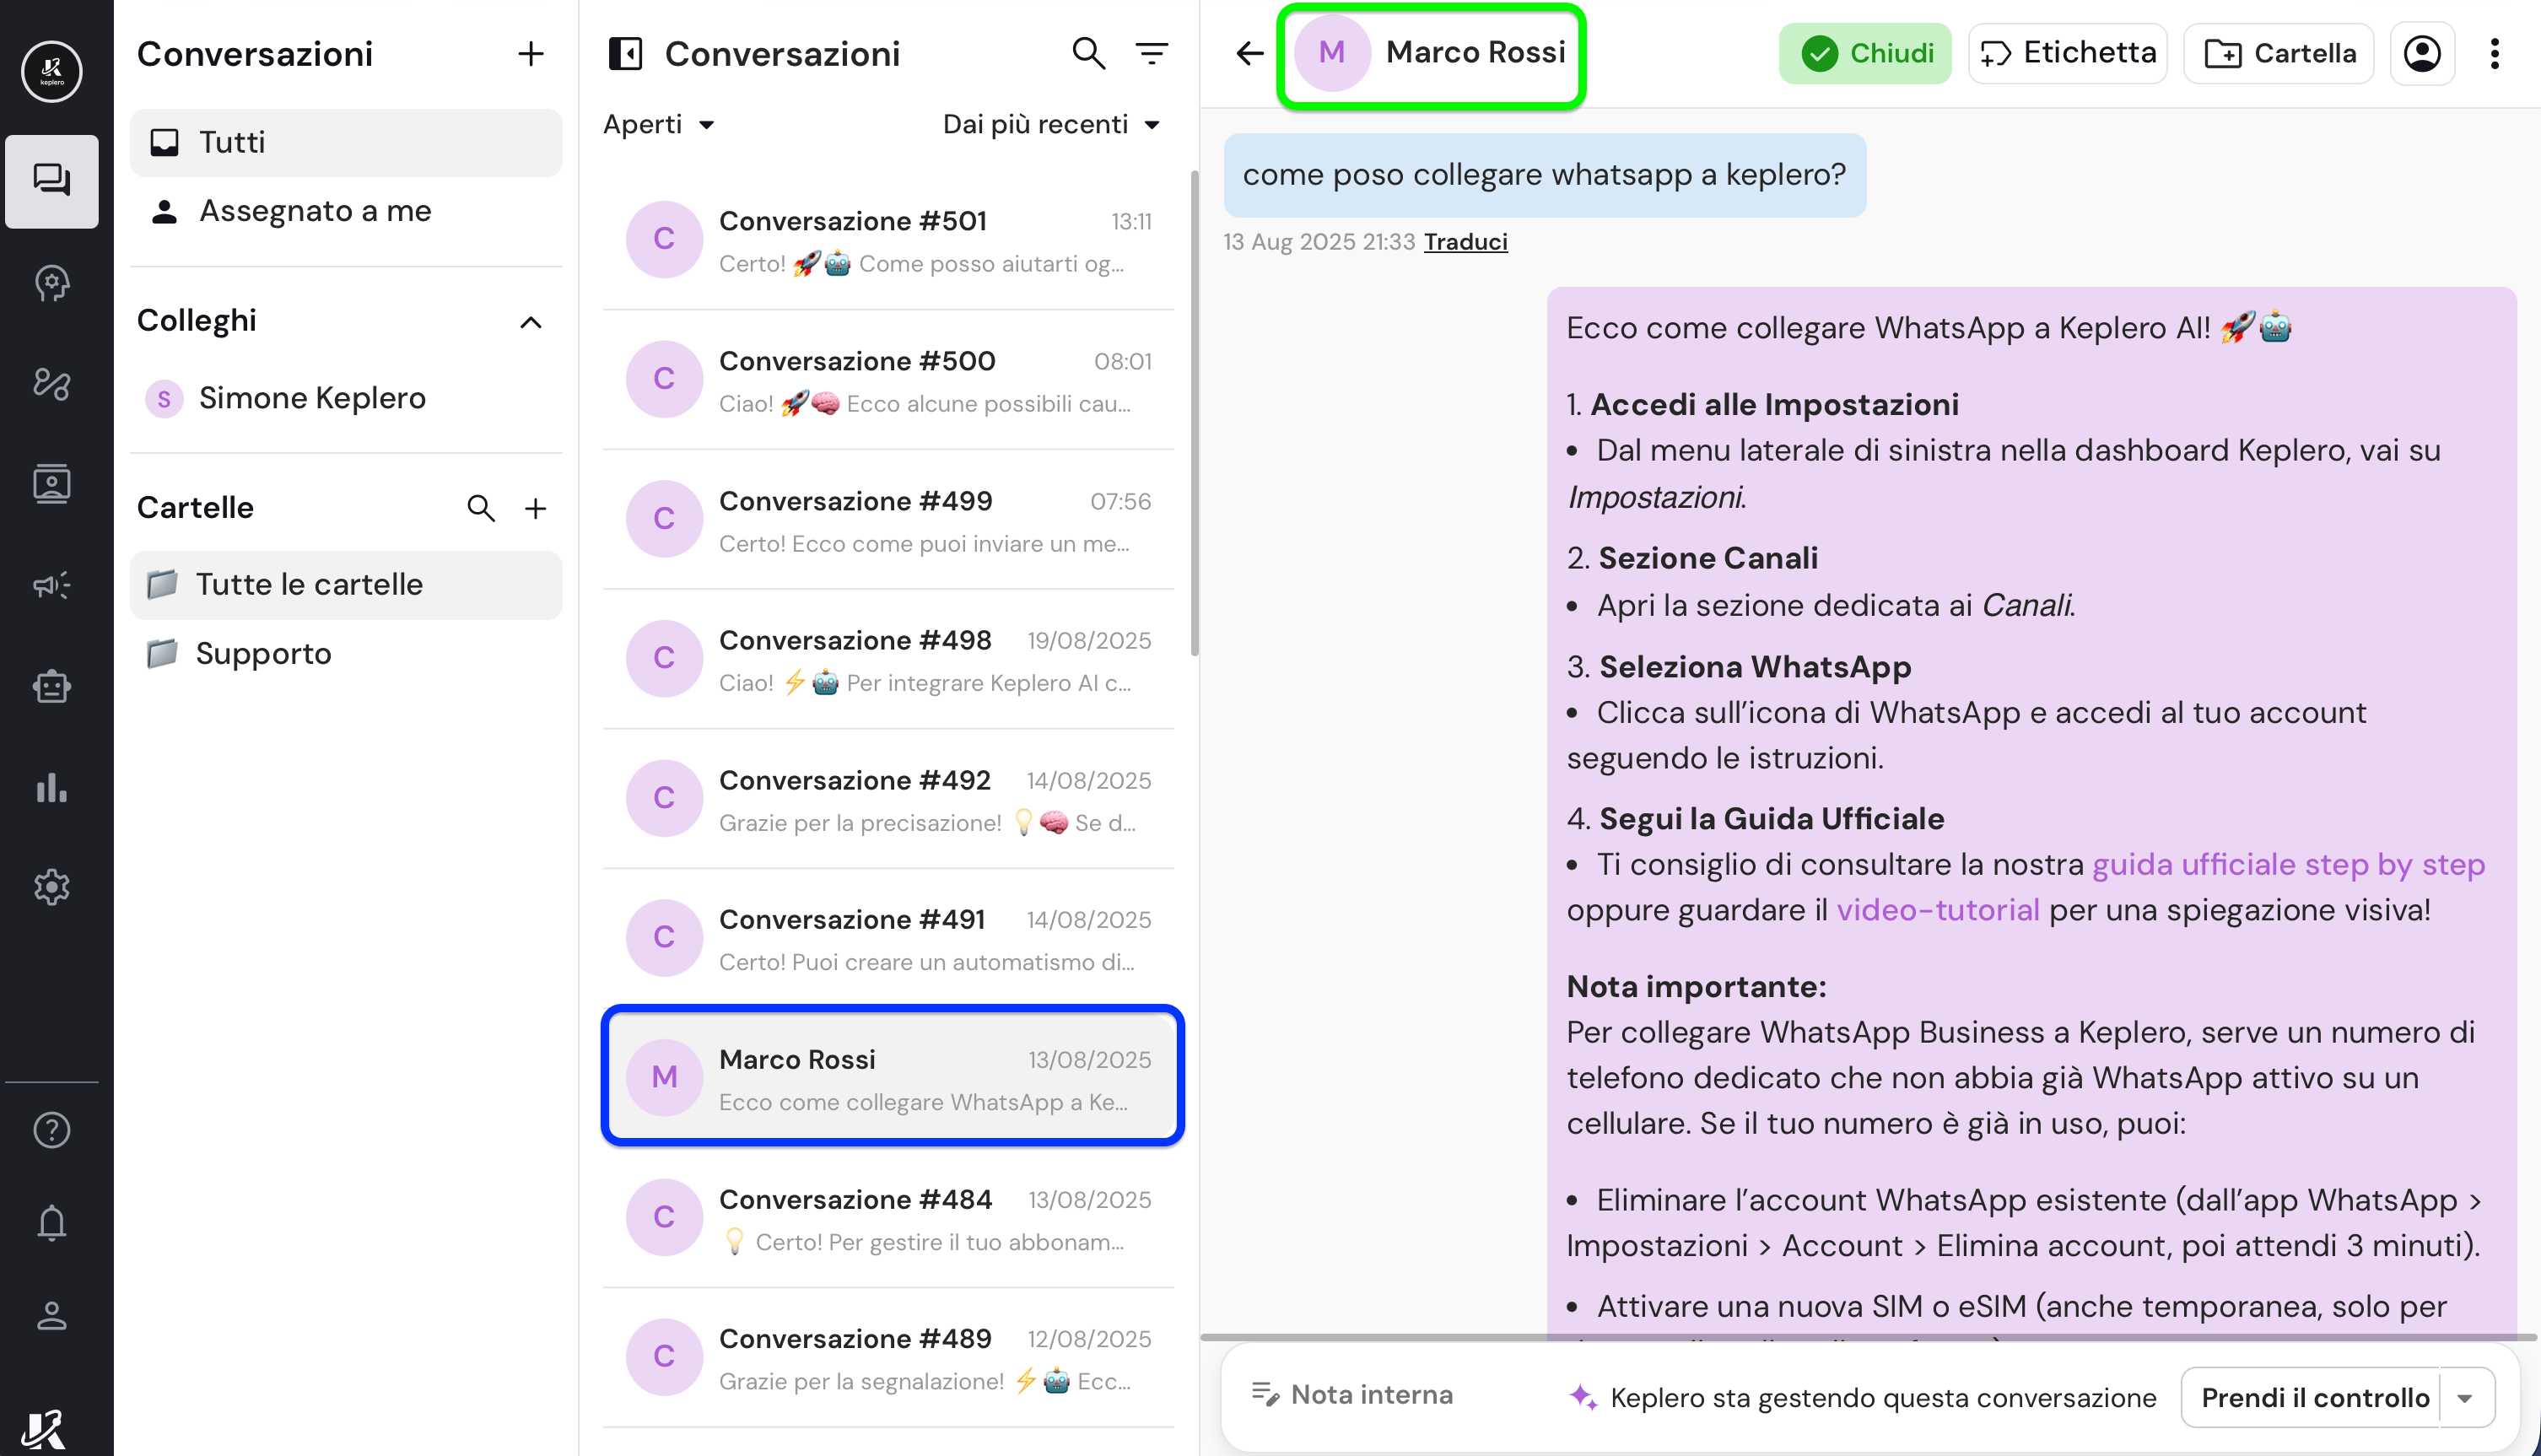 keplero
Conversazioni
Tutti
Assegnato a me
Colleghi
S
Simone Keplero
Cartelle
Tutte le cartelle
Supporto
Conversazioni
Aperti
Dai più recenti
C
Conversazione #501
13:11
Certo! 🚀🤖 Come posso aiutarti og...
C
Conversazione #500
08:01
Ciao! 🚀🧠 Ecco alcune possibili cau...
C
Conversazione #499
07:56
Certo! Ecco come puoi inviare un me...
C
Conversazione #498
19/08/2025
Ciao! ⚡🤖 Per integrare Keplero AI c...
C
Conversazione #492
14/08/2025
Grazie per la precisazione! 💡🧠 Se d...
C
Conversazione #491
14/08/2025
Certo! Puoi creare un automatismo di...
M
Marco Rossi
13/08/2025
Ecco come collegare WhatsApp a Ke...
C
Conversazione #484
13/08/2025
💡 Certo! Per gestire il tuo abbonam...
C
Conversazione #489
12/08/2025
Grazie per la segnalazione! ⚡🤖 Ecc...
M
Marco Rossi
Chiudi
Etichetta
Cartella
come poso collegare whatsapp a keplero?
13 Aug 2025 21:33 Traduci
Ecco come collegare WhatsApp a Keplero AI! 🚀🤖
1. Accedi alle Impostazioni
• Dal menu laterale di sinistra nella dashboard Keplero, vai su
Impostazioni.
2. Sezione Canali
• Apri la sezione dedicata ai Canali.
3. Seleziona WhatsApp
• Clicca sull’icona di WhatsApp e accedi al tuo account
seguendo le istruzioni.
4. Segui la Guida Ufficiale
• Ti consiglio di consultare la nostra guida ufficiale step by step
oppure guardare il video-tutorial per una spiegazione visiva!
Nota importante:
Per collegare WhatsApp Business a Keplero, serve un numero di
telefono dedicato che non abbia già WhatsApp attivo su un
cellulare. Se il tuo numero è già in uso, puoi:
• Eliminare l’account WhatsApp esistente (dall’app WhatsApp >
Impostazioni > Account > Elimina account, poi attendi 3 minuti).
• Attivare una nuova SIM o eSIM (anche temporanea, solo per
Nota interna
Keplero sta gestendo questa conversazione
Prendi il controllo